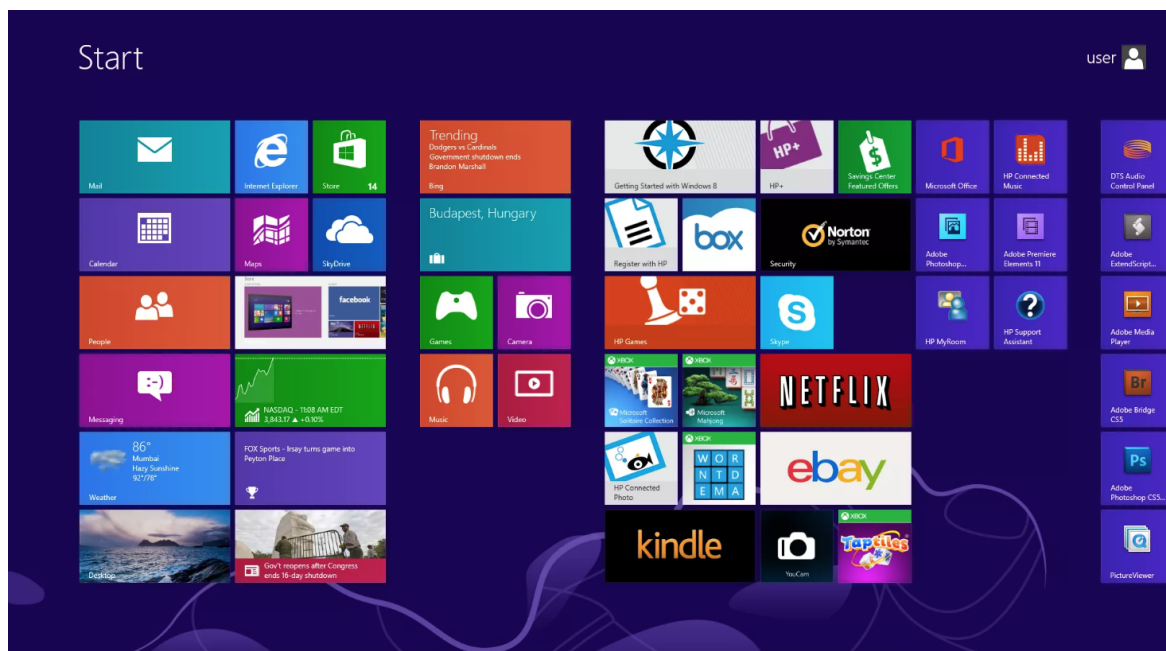 Start
user
Mail
Internet Explorer
Store
14
Calendar
Maps
SkyDrive
People
facebook
NETFLIX
Messaging
:-)
NASDAQ - 11:08 AM EDT
3,843.17 ▲ +0.10%
86°
Mumbai
Hazy Sunshine
92°/78°
Weather
FOX Sports - Irsay turns game into
Peyton Place
Desktop
Gov't reopens after Congress
ends 16-day shutdown
Trending
Dodgers vs Cardinals
Government shutdown ends
Brandon Marshall
Bing
Budapest, Hungary
Games
Camera
Music
Video
Getting Started with Windows 8
HP+
HP+
$
Savings Center
Featured Offers
Microsoft Office
HP Connected
Music
Register with HP
box
Norton
by Symantec
Security
Adobe
Photoshop...
Adobe Premiere
Elements 11
HP Games
S
Skype
HP MyRoom
?
HP Support
Assistant
XBOX
Microsoft
Solitaire Collection
XBOX
Microsoft
Mahjong
NETFLIX
HP Connected
Photo
XBOX
WOR
NTD
EMA
ebay
kindle
YouCam
XBOX
Taptiles
DTS Audio
Control Panel
Adobe
ExtendScript...
Adobe Media
Player
Br
Adobe Bridge
CS5
Ps
Adobe
Photoshop CS5...
PictureViewer